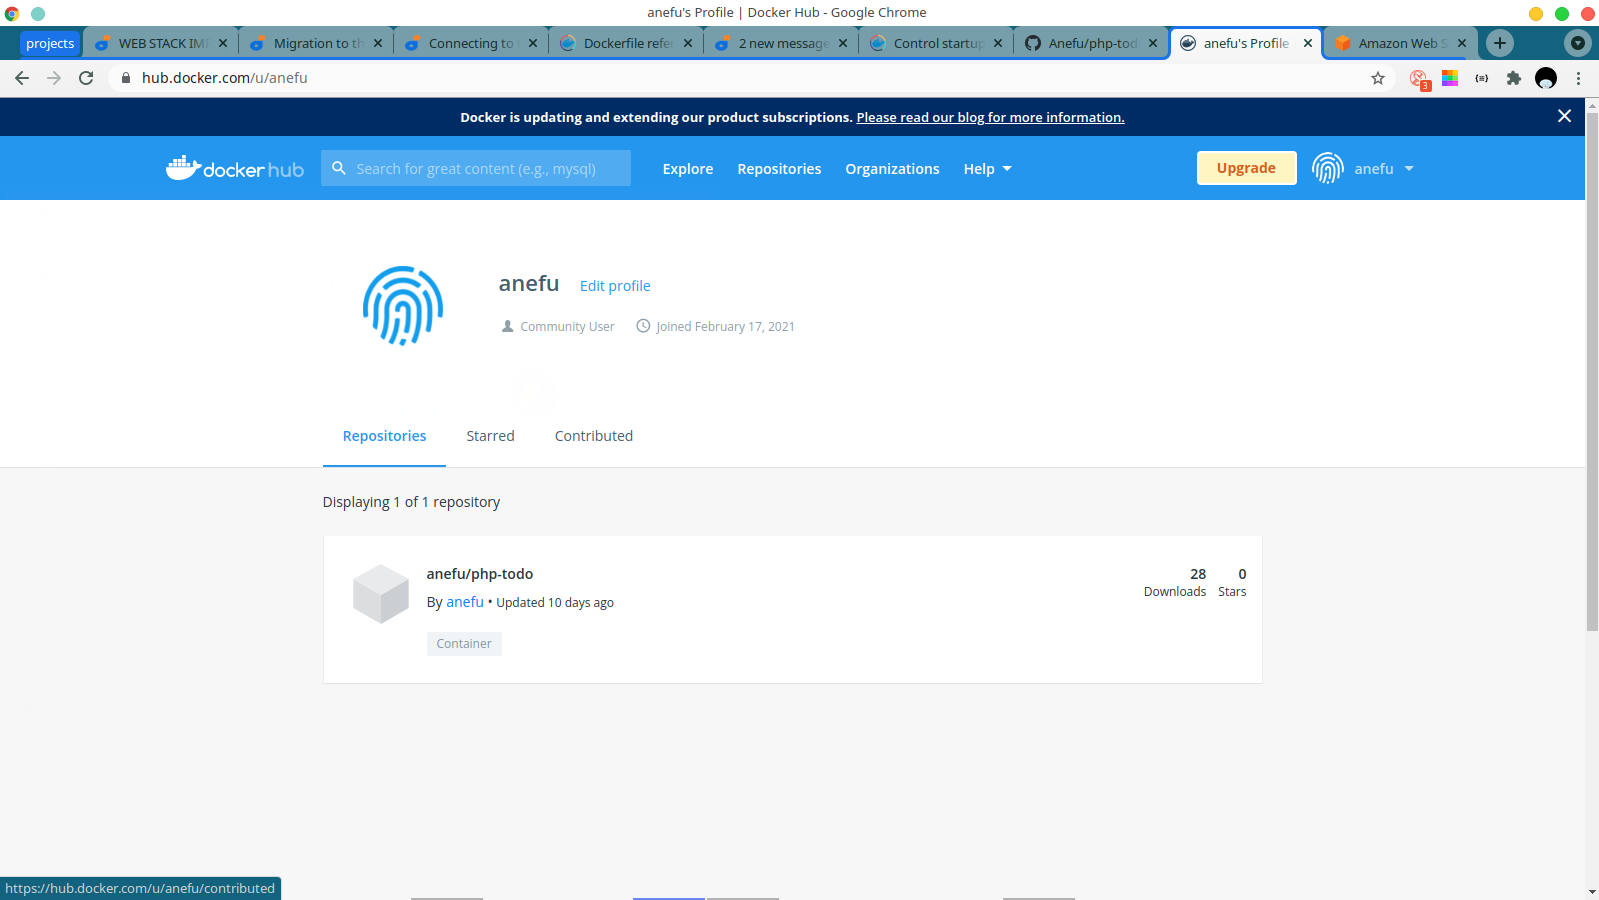 anefu's Profile | Docker Hub - Google Chrome
projects
WEB STACK IM
Migration to th
Connecting to
Dockerfile refe
2 new message
Control startup
Anefu/php-tod
anefu's Profile
Amazon Web S
hub.docker.com/u/anefu
3
Docker is updating and extending our product subscriptions. Please read our blog for more information.
docker hub
Search for great content (e.g., mysql)
Explore
Repositories
Organizations
Help
Upgrade
anefu
anefu
Edit profile
Community User
Joined February 17, 2021
Repositories
Starred
Contributed
Displaying 1 of 1 repository
anefu/php-todo
28
0
By anefu • Updated 10 days ago
Downloads
Stars
Container
https://hub.docker.com/u/anefu/contributed